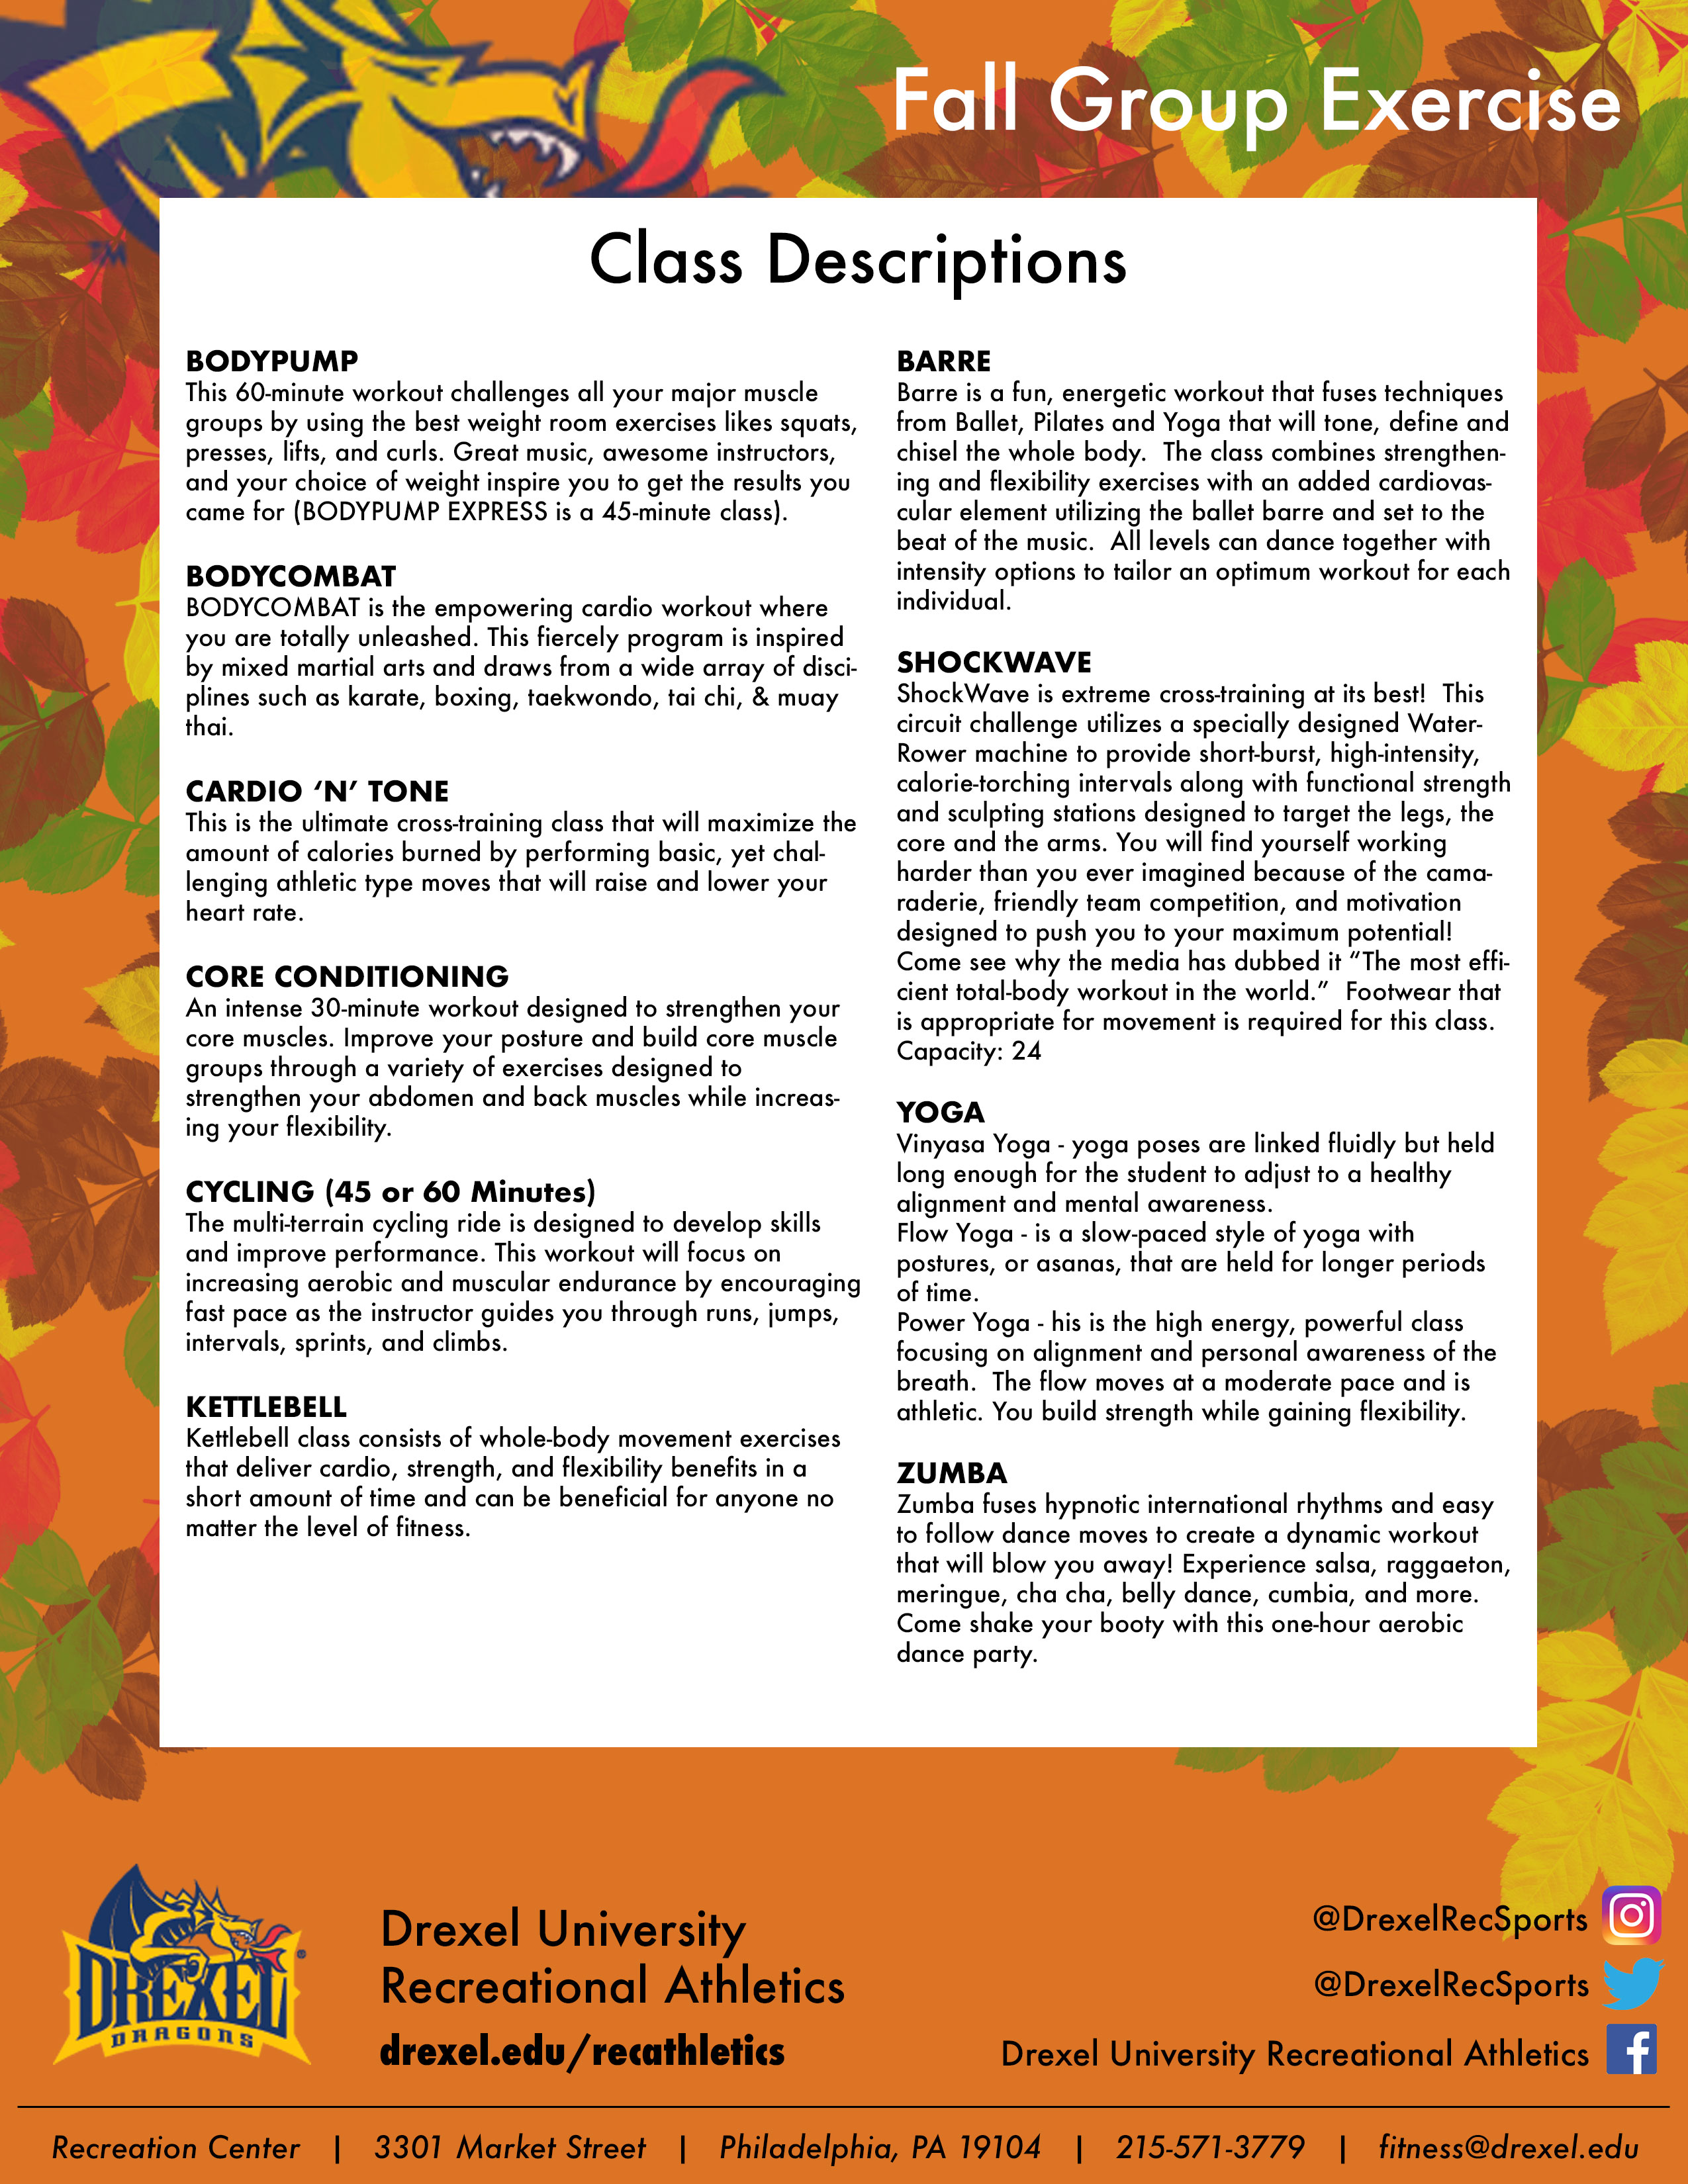 Fall Group Exercise
TM
Class Descriptions
BODYPUMP
This 60-minute workout challenges all your major muscle
groups by using the best weight room exercises likes squats,
presses, lifts, and curls. Great music, awesome instructors,
and your choice of weight inspire you to get the results you
came for (BODYPUMP EXPRESS is a 45-minute class).
BODYCOMBAT
BODYCOMBAT is the empowering cardio workout where
you are totally unleashed. This fiercely program is inspired
by mixed martial arts and draws from a wide array of disci-
plines such as karate, boxing, taekwondo, tai chi, & muay
thai.
CARDIO ‘N’ TONE
This is the ultimate cross-training class that will maximize the
amount of calories burned by performing basic, yet chal-
lenging athletic type moves that will raise and lower your
heart rate.
CORE CONDITIONING
An intense 30-minute workout designed to strengthen your
core muscles. Improve your posture and build core muscle
groups through a variety of exercises designed to
strengthen your abdomen and back muscles while increas-
ing your flexibility.
CYCLING (45 or 60 Minutes)
The multi-terrain cycling ride is designed to develop skills
and improve performance. This workout will focus on
increasing aerobic and muscular endurance by encouraging
fast pace as the instructor guides you through runs, jumps,
intervals, sprints, and climbs.
KETTLEBELL
Kettlebell class consists of whole-body movement exercises
that deliver cardio, strength, and flexibility benefits in a
short amount of time and can be beneficial for anyone no
matter the level of fitness.
BARRE
Barre is a fun, energetic workout that fuses techniques
from Ballet, Pilates and Yoga that will tone, define and
chisel the whole body.  The class combines strengthen-
ing and flexibility exercises with an added cardiovas-
cular element utilizing the ballet barre and set to the
beat of the music.  All levels can dance together with
intensity options to tailor an optimum workout for each
individual.
SHOCKWAVE
ShockWave is extreme cross-training at its best!  This
circuit challenge utilizes a specially designed Water-
Rower machine to provide short-burst, high-intensity,
calorie-torching intervals along with functional strength
and sculpting stations designed to target the legs, the
core and the arms. You will find yourself working
harder than you ever imagined because of the cama-
raderie, friendly team competition, and motivation
designed to push you to your maximum potential!
Come see why the media has dubbed it “The most effi-
cient total-body workout in the world.”  Footwear that
is appropriate for movement is required for this class.
Capacity: 24
YOGA
Vinyasa Yoga - yoga poses are linked fluidly but held
long enough for the student to adjust to a healthy
alignment and mental awareness.
Flow Yoga - is a slow-paced style of yoga with
postures, or asanas, that are held for longer periods
of time.
Power Yoga - his is the high energy, powerful class
focusing on alignment and personal awareness of the
breath.  The flow moves at a moderate pace and is
athletic. You build strength while gaining flexibility.
ZUMBA
Zumba fuses hypnotic international rhythms and easy
to follow dance moves to create a dynamic workout
that will blow you away! Experience salsa, raggaeton,
meringue, cha cha, belly dance, cumbia, and more.
Come shake your booty with this one-hour aerobic
dance party.
DREXEL
DRAGONS
®
Drexel University
Recreational Athletics
drexel.edu/recathletics
@DrexelRecSports
@DrexelRecSports
Drexel University Recreational Athletics
Recreation Center | 3301 Market Street | Philadelphia, PA 19104 | 215-571-3779 | fitness@drexel.edu